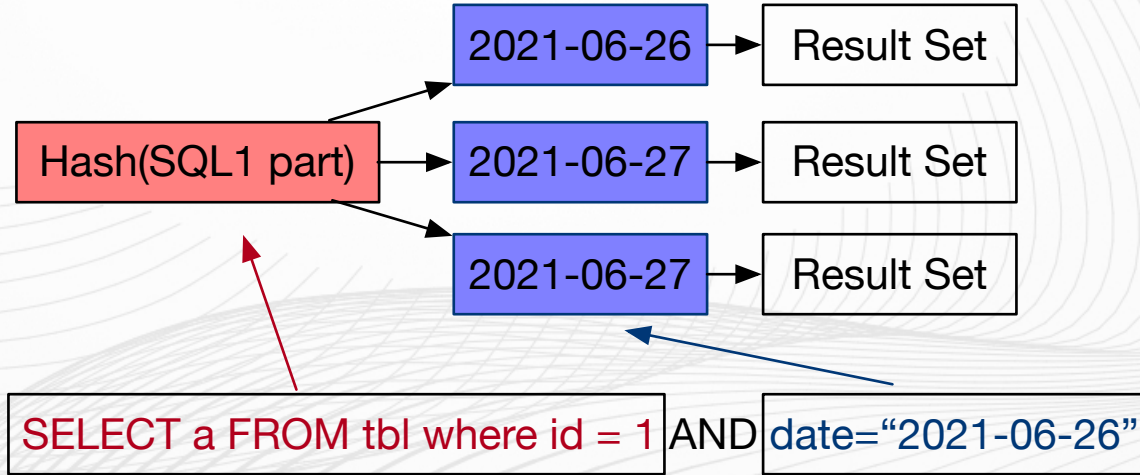 2021-06-26 Result Set
Hash(SQL1 part) 2021-06-27 Result Set
2021-06-27 Result Set
SELECT a FROM tbl where id = 1 AND date=“2021-06-26”